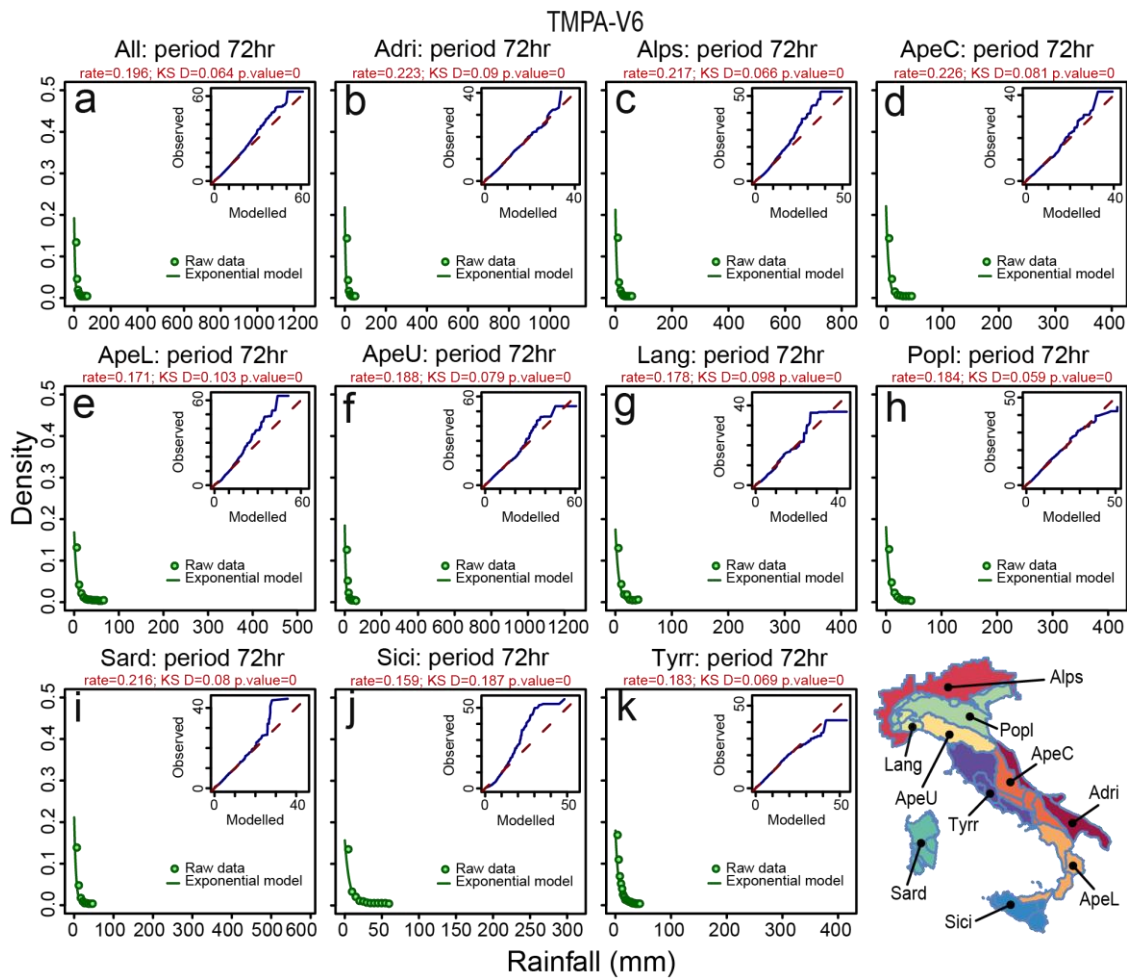 TMPA-V6
All: period 72hr
rate=0.196; KS D=0.064 p.value=0
a
Observed
0 60
Modelled
0 60
Raw data
Exponential model
0.0 0.1 0.2 0.3 0.4 0.5
0 200 400 600 800 1000 1200
Adri: period 72hr
rate=0.223; KS D=0.09 p.value=0
b
Observed
0 40
Modelled
0 40
Raw data
Exponential model
0 200 400 600 800 1000
Alps: period 72hr
rate=0.217; KS D=0.066 p.value=0
c
Observed
0 50
Modelled
0 50
Raw data
Exponential model
0 200 400 600 800
ApeC: period 72hr
rate=0.226; KS D=0.081 p.value=0
d
Observed
0 40
Modelled
0 40
Raw data
Exponential model
0 100 200 300 400
ApeL: period 72hr
rate=0.171; KS D=0.103 p.value=0
e
Observed
0 60
Modelled
0 60
Raw data
Exponential model
0.0 0.1 0.2 0.3 0.4 0.5
0 100 200 300 400 500
ApeU: period 72hr
rate=0.188; KS D=0.079 p.value=0
f
Observed
0 60
Modelled
0 60
Raw data
Exponential model
0 200 400 600 800 1000 1200
Lang: period 72hr
rate=0.178; KS D=0.098 p.value=0
g
Observed
0 40
Modelled
0 40
Raw data
Exponential model
0 100 200 300 400
Popl: period 72hr
rate=0.184; KS D=0.059 p.value=0
h
Observed
0 50
Modelled
0 50
Raw data
Exponential model
0 100 200 300 400
Density
Sard: period 72hr
rate=0.216; KS D=0.08 p.value=0
i
Observed
0 40
Modelled
0 40
Raw data
Exponential model
0.0 0.1 0.2 0.3 0.4 0.5
0 100 200 300 400 500
Sici: period 72hr
rate=0.159; KS D=0.187 p.value=0
j
Observed
0 50
Modelled
0 50
Raw data
Exponential model
0 50 100 150 200 250 300
Tyrr: period 72hr
rate=0.183; KS D=0.069 p.value=0
k
Observed
0 50
Modelled
0 50
Raw data
Exponential model
0 100 200 300 400
Alps
Popl
Lang
ApeC
ApeU
Adri
Tyrr
Sard
ApeL
Sici
Rainfall (mm)